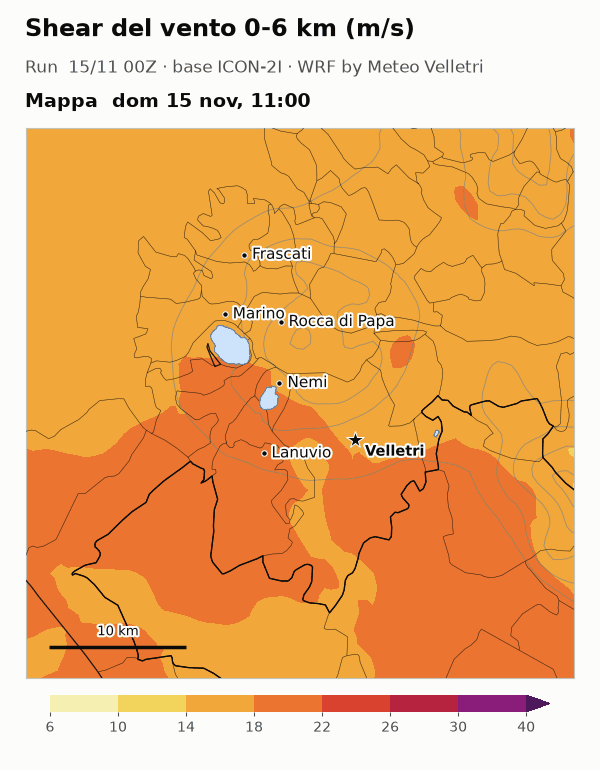 Shear del vento 0-6 km (m/s)
Run  15/11 00Z · base ICON-2I · WRF by Meteo Velletri
Mappa  dom 15 nov, 11:00
Frascati
Marino
Rocca di Papa
Nemi
Velletri
Lanuvio
10 km
6 10 14 18 22 26 30 40